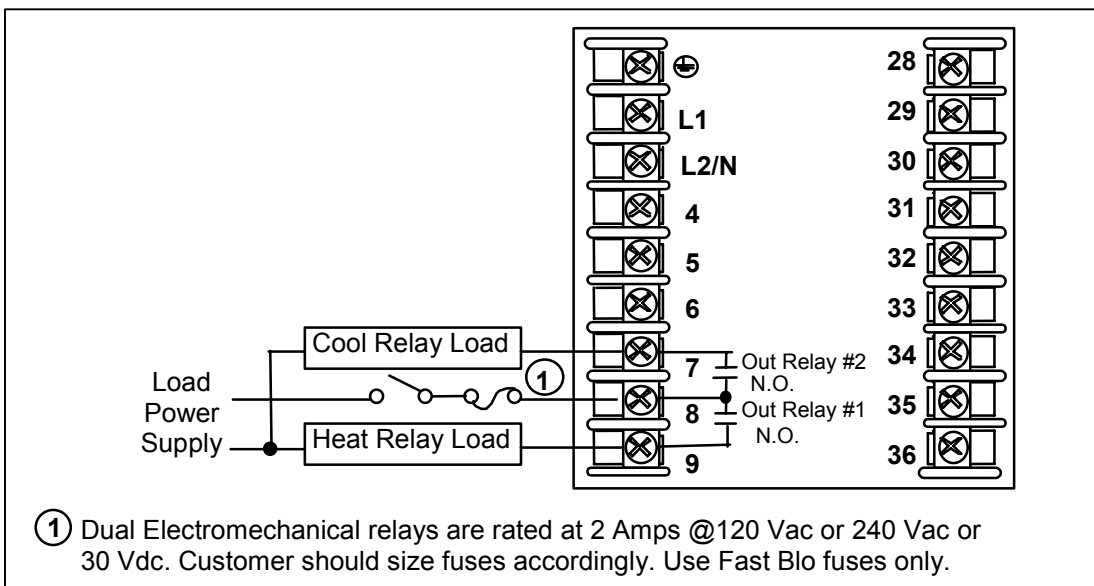 28
L1
29
L2/N
30
4
31
5
32
6
33
Cool Relay Load
7
Out Relay #2
N.O.
34
Load
Power
Supply
1
8
Out Relay #1
N.O.
35
Heat Relay Load
9
36
1 Dual Electromechanical relays are rated at 2 Amps @120 Vac or 240 Vac or
30 Vdc. Customer should size fuses accordingly. Use Fast Blo fuses only.